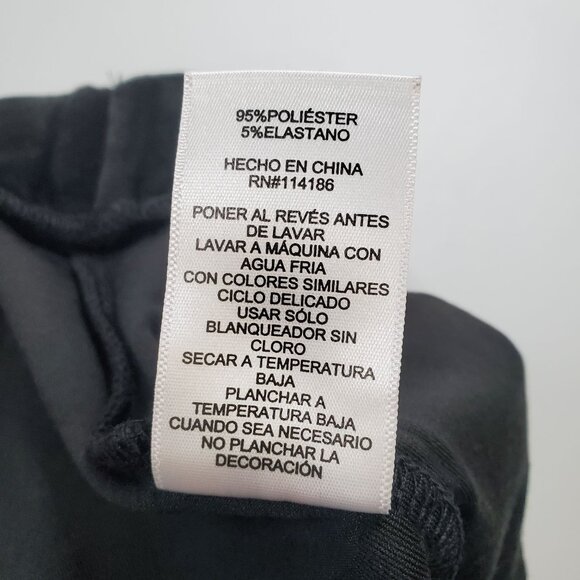 95%POLIÉSTER
5%ELASTANO
HECHO EN CHINA
RN#114186
PONER AL REVÉS ANTES
DE LAVAR
LAVAR A MÁQUINA CON
AGUA FRIA
CON COLORES SIMILARES
CICLO DELICADO
USAR SÓLO
BLANQUEADOR SIN
CLORO
SECAR A TEMPERATURA
BAJA
PLANCHAR A
TEMPERATURA BAJA
CUANDO SEA NECESARIO
NO PLANCHAR LA
DECORACIÓN